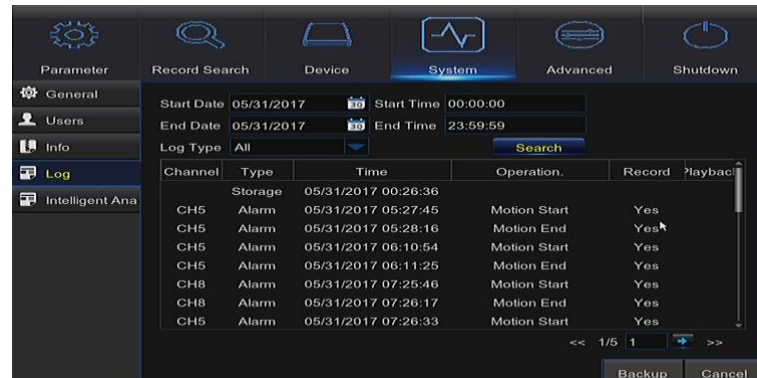 Parameter Record Search Device System Advanced Shutdown
General
Users
Info
Log
Intelligent Ana
Start Date 05/31/2017 30 Start Time 00:00:00
End Date 05/31/2017 30 End Time 23:59:59
Log Type All Search
Channel Type Time Operation. Record Playback
Storage 05/31/2017 00:26:36
CH5 Alarm 05/31/2017 05:27:45 Motion Start Yes
CH5 Alarm 05/31/2017 05:28:16 Motion End Yes
CH5 Alarm 05/31/2017 06:10:54 Motion Start Yes
CH5 Alarm 05/31/2017 06:11:25 Motion End Yes
CH8 Alarm 05/31/2017 07:25:46 Motion Start Yes
CH8 Alarm 05/31/2017 07:26:17 Motion End Yes
CH5 Alarm 05/31/2017 07:26:33 Motion Start Yes
<< 1/5 1 >>
Backup Cancel